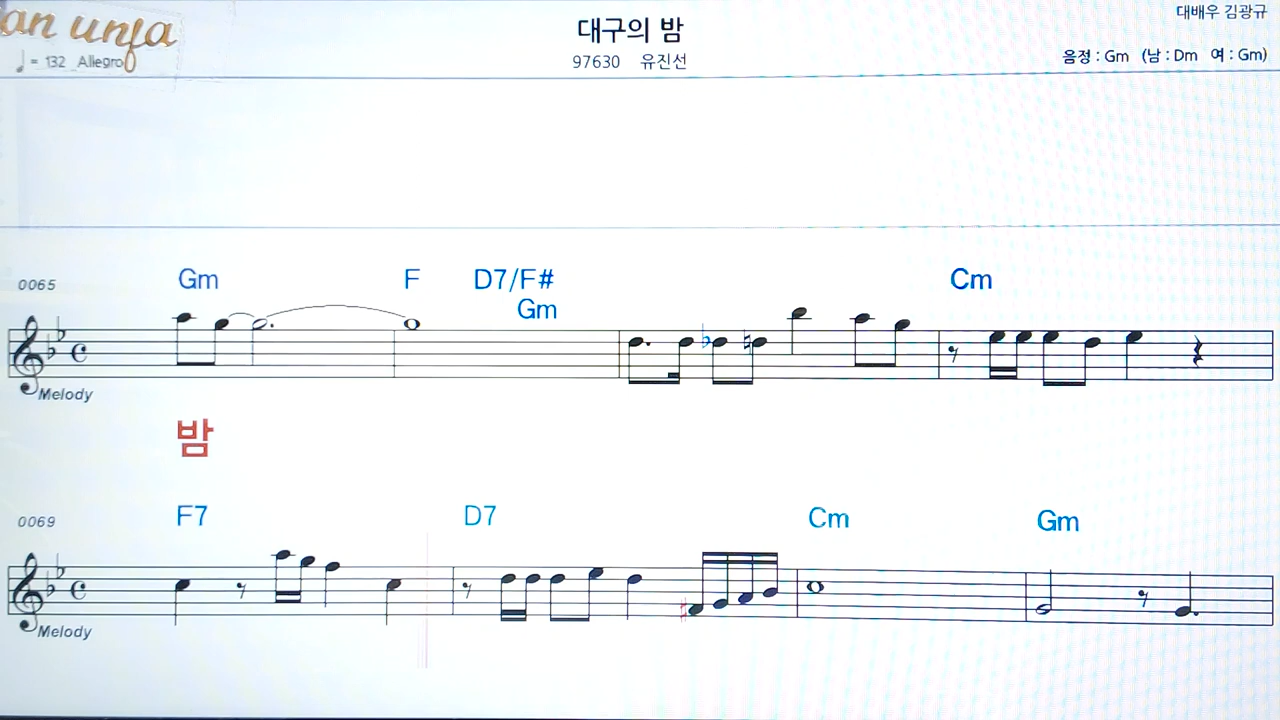 an unfa
대구의 밤
대배우 김광규
♩ = 132 Allegro
97630 유진선
음정 : Gm (남 : Dm 여 : Gm)
0065
Gm F D7/F# Cm
Gm
Melody
밤
0069
F7 D7 Cm Gm
Melody